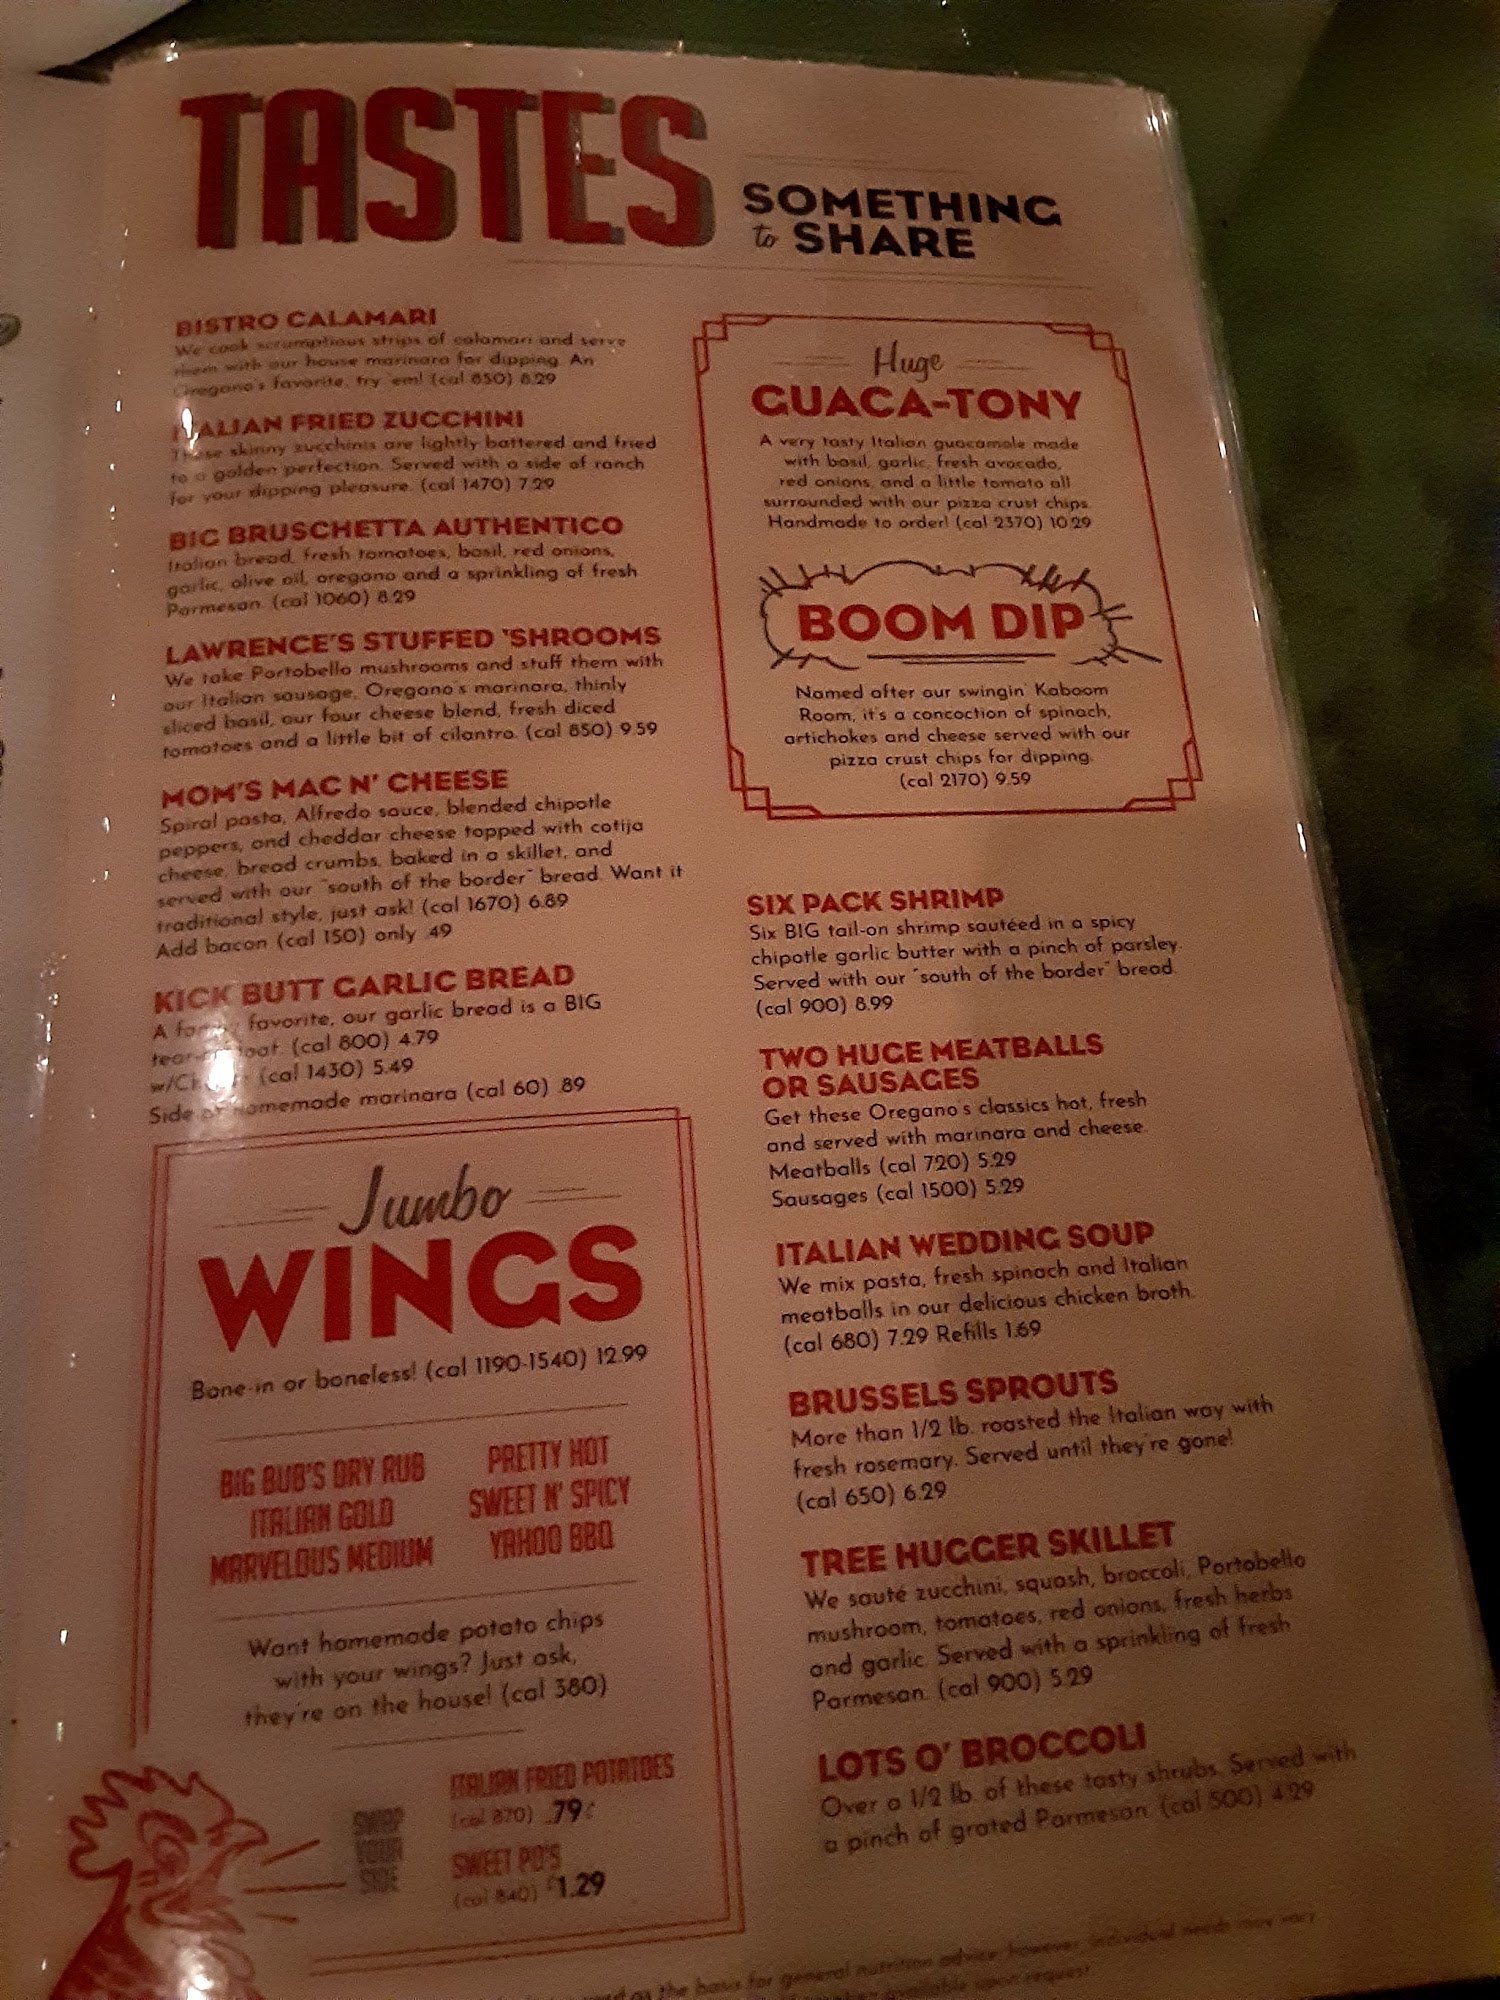 TASTES
SOMETHING
to SHARE
BISTRO CALAMARI
We cook scrumptious strips of calamari and serve
them with our house marinara for dipping. An
Oregano's favorite, try 'em! (cal 850) 8.29
ITALIAN FRIED ZUCCHINI
These skinny zucchinis are lightly battered and fried
to a golden perfection. Served with a side of ranch
for your dipping pleasure. (cal 1470) 7.29
BIG BRUSCHETTA AUTHENTICO
Italian bread, fresh tomatoes, basil, red onions,
garlic, olive oil, oregano and a sprinkling of fresh
Parmesan. (cal 1060) 8.29
LAWRENCE'S STUFFED 'SHROOMS
We take Portobello mushrooms and stuff them with
our Italian sausage, Oregano's marinara, thinly
sliced basil, our four cheese blend, fresh diced
tomatoes and a little bit of cilantro. (cal 850) 9.59
MOM'S MAC N' CHEESE
Spiral pasta, Alfredo sauce, blended chipotle
peppers, and cheddar cheese topped with cotija
cheese, bread crumbs, baked in a skillet, and
served with our "south of the border" bread. Want it
traditional style, just ask! (cal 1670) 6.89
Add bacon (cal 150) only .49
KICK BUTT GARLIC BREAD
A favorite, our garlic bread is a BIG
(cal 800) 4.79
(cal 1430) 5.49
Side of homemade marinara (cal 60) .89
Jumbo
WINGS
Bone-in or boneless! (cal 1190-1540) 12.99
BIG BUB'S DRY RUB
ITALIAN GOLD
MARVELOUS MEDIUM
PRETTY HOT
SWEET N' SPICY
YAHOO BBQ
Want homemade potato chips
with your wings? Just ask,
they're on the house! (cal 380)
SWAP
YOUR
SIDE
ITALIAN FRIED POTATOES
(cal 870) .79¢
SWEET PO'S
(cal 840) $1.29
Huge
GUACA-TONY
A very tasty Italian guacamole made
with basil, garlic, fresh avocado,
red onions, and a little tomato all
surrounded with our pizza crust chips.
Handmade to order! (cal 2370) 10.29
BOOM DIP
Named after our swingin' Kaboom
Room, it's a concoction of spinach,
artichokes and cheese served with our
pizza crust chips for dipping.
(cal 2170) 9.59
SIX PACK SHRIMP
Six BIG tail-on shrimp sautéed in a spicy
chipotle garlic butter with a pinch of parsley.
Served with our "south of the border" bread.
(cal 900) 8.99
TWO HUGE MEATBALLS
OR SAUSAGES
Get these Oregano's classics hot, fresh
and served with marinara and cheese.
Meatballs (cal 720) 5.29
Sausages (cal 1500) 5.29
ITALIAN WEDDING SOUP
We mix pasta, fresh spinach and Italian
meatballs in our delicious chicken broth.
(cal 680) 7.29 Refills 1.69
BRUSSELS SPROUTS
More than 1/2 lb. roasted the Italian way with
fresh rosemary. Served until they're gone!
(cal 650) 6.29
TREE HUGGER SKILLET
We sauté zucchini, squash, broccoli, Portobello
mushroom, tomatoes, red onions, fresh herbs
and garlic. Served with a sprinkling of fresh
Parmesan. (cal 900) 5.29
LOTS O' BROCCOLI
Over a 1/2 lb. of these tasty shrubs. Served with
a pinch of grated Parmesan. (cal 500) 4.29
as the basis for general nutrition advice; however, individual needs may vary.
available upon request.